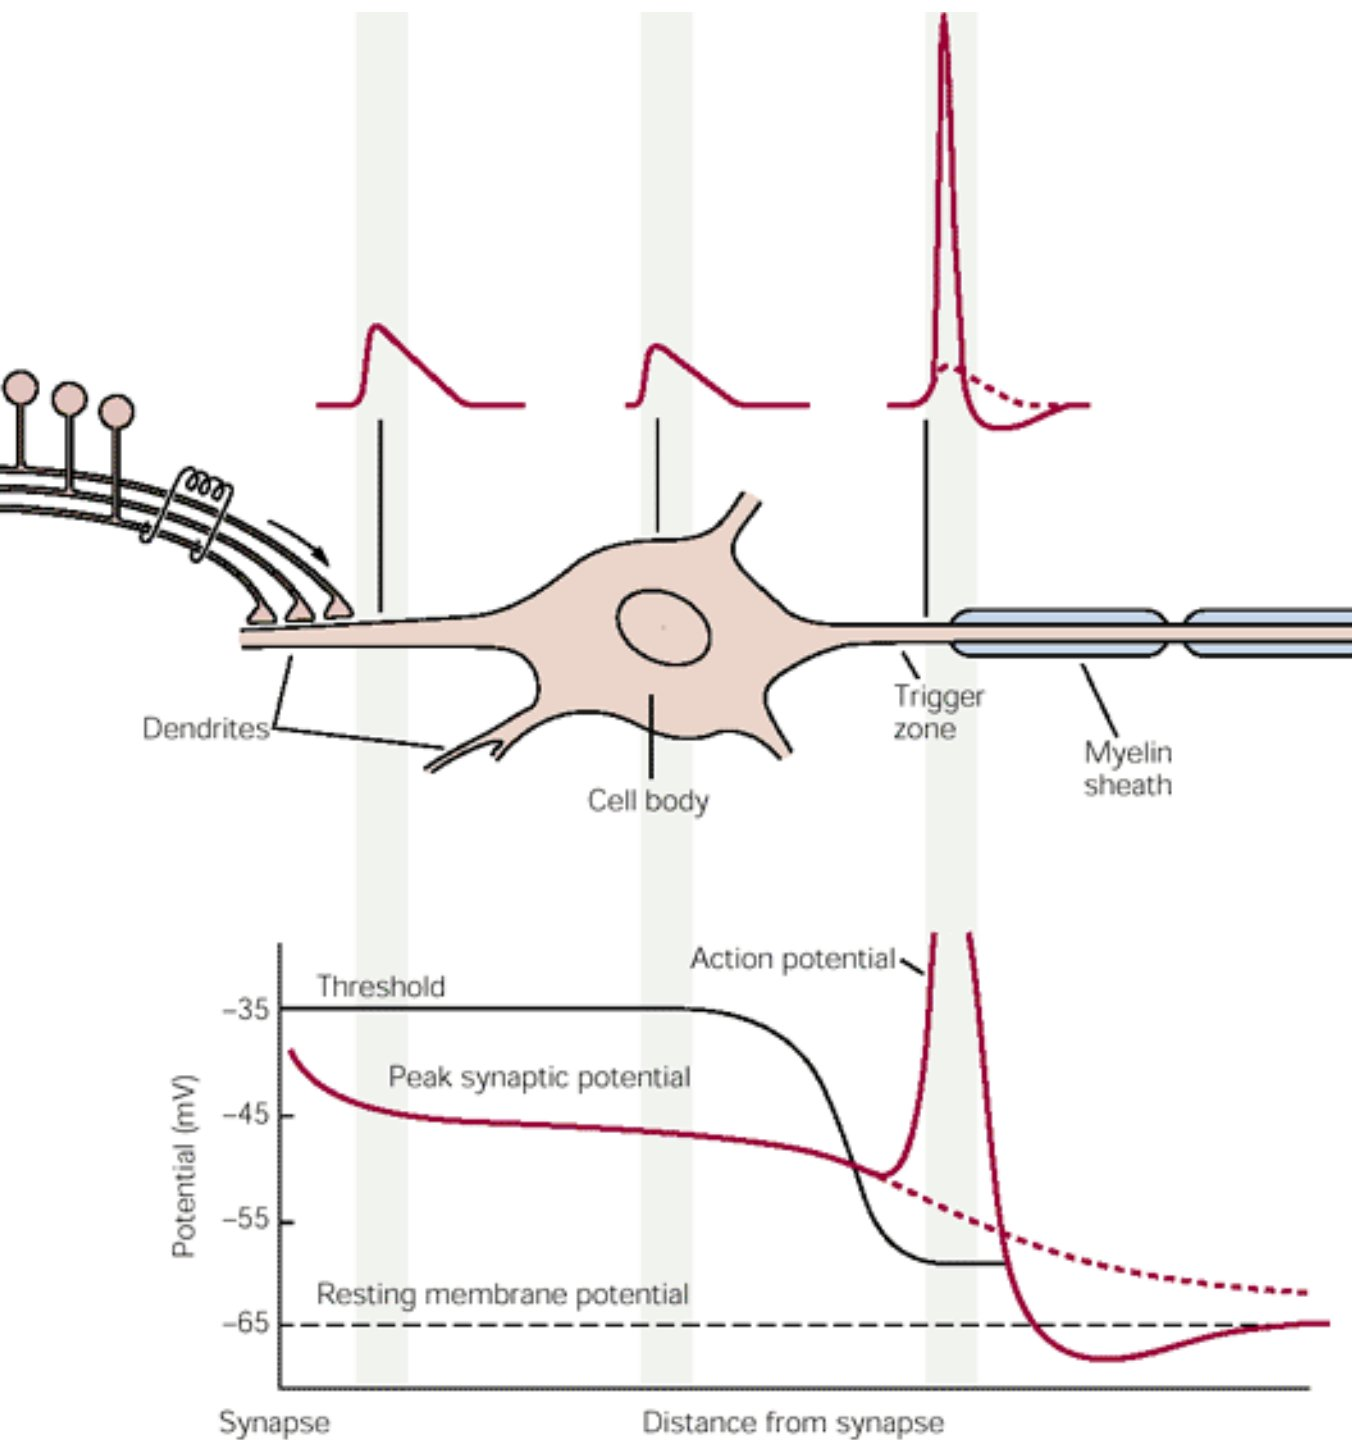 Dendrites
Cell body
Trigger
zone
Myelin
sheath
Action potential
Threshold
−35
Peak synaptic potential
−45
Potential (mV)
−55
Resting membrane potential
−65
Synapse
Distance from synapse